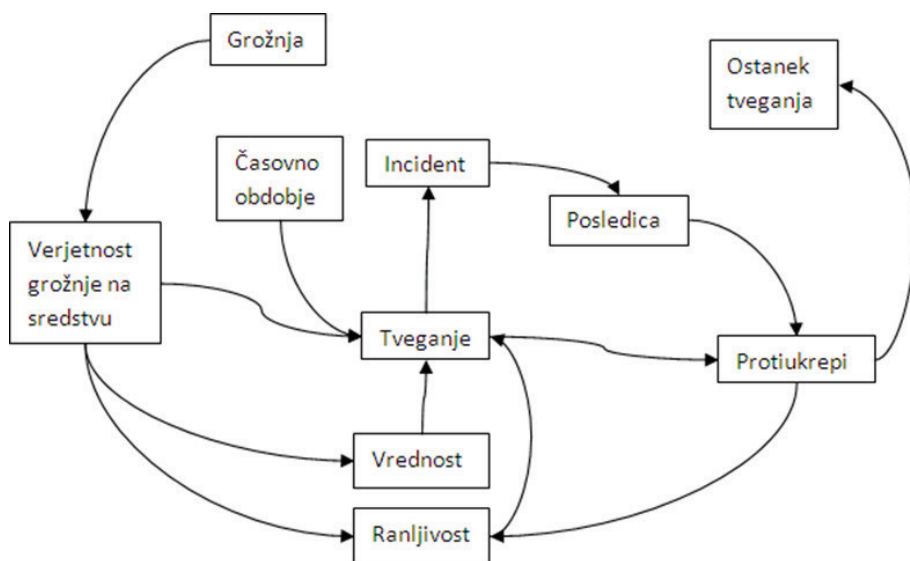 Grožnja
Ostanek
tveganja
Časovno
obdobje
Incident
Posledica
Verjetnost
grožnje na
sredstvu
Tveganje
Protiukrepi
Vrednost
Ranljivost